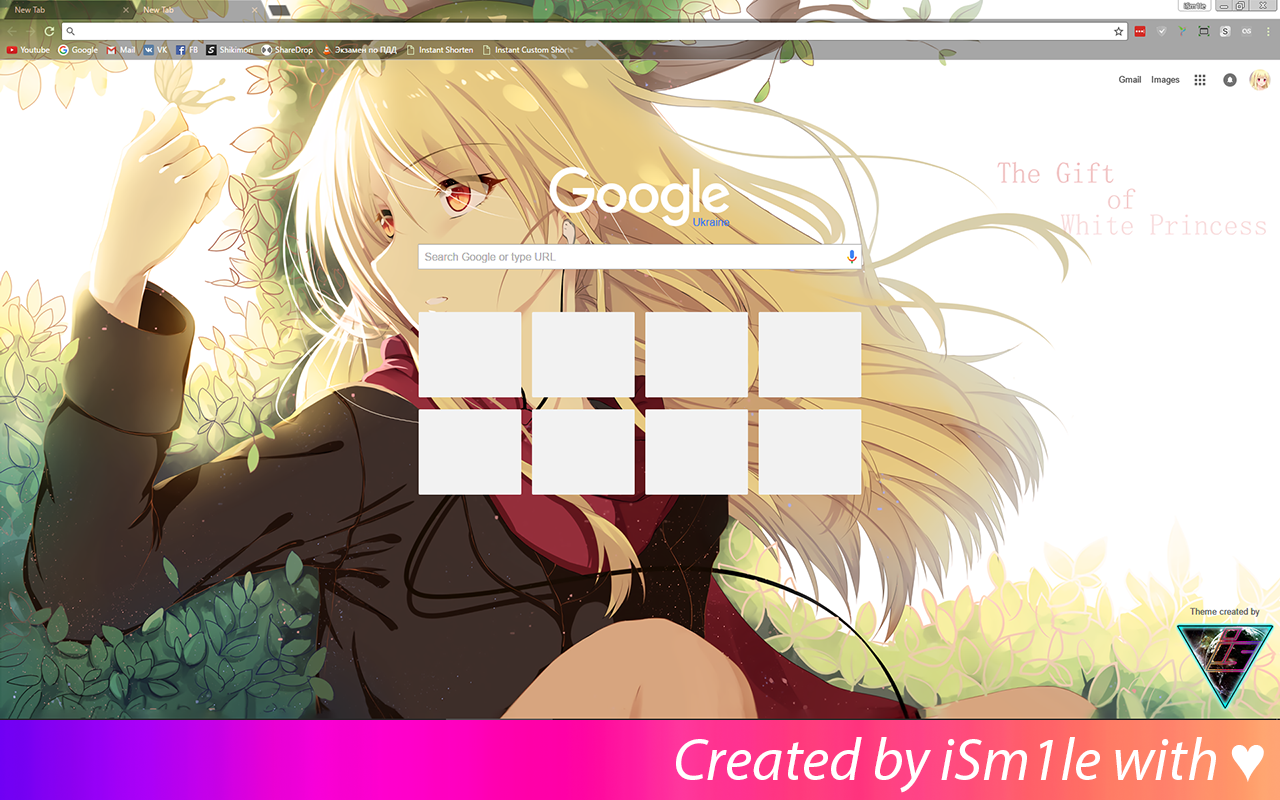 New Tab
New Tab
iSm1le
Youtube
Google
Mail
VK
FB
Shikimori
ShareDrop
Экзамен по ПДД
Instant Shorten
Instant Custom Shorte
Gmail
Images
The Gift
of
White Princess
Google
Ukraine
Search Google or type URL
Theme created by
Created by iSm1le with ♥